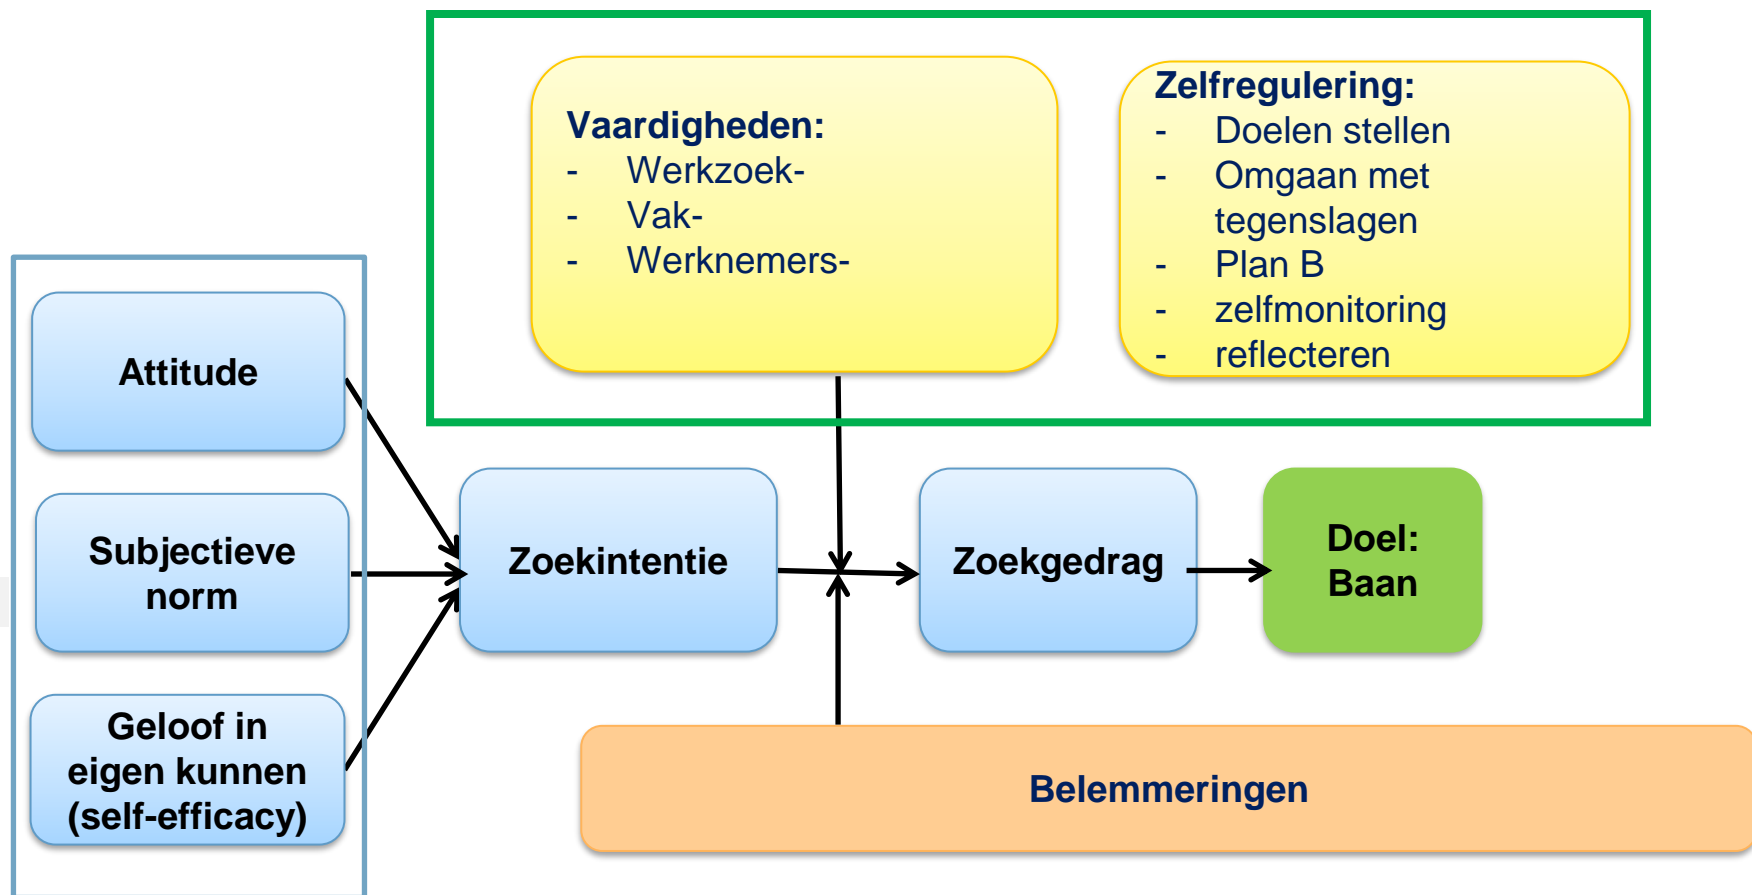 Vaardigheden:
- Werkzoek-
- Vak-
- Werknemers-
Zelfregulering:
- Doelen stellen
- Omgaan met
tegenslagen
- Plan B
- zelfmonitoring
- reflecteren
Attitude
Subjectieve
norm
Geloof in
eigen kunnen
(self-efficacy)
Zoekintentie
Zoekgedrag
Doel:
Baan
Belemmeringen